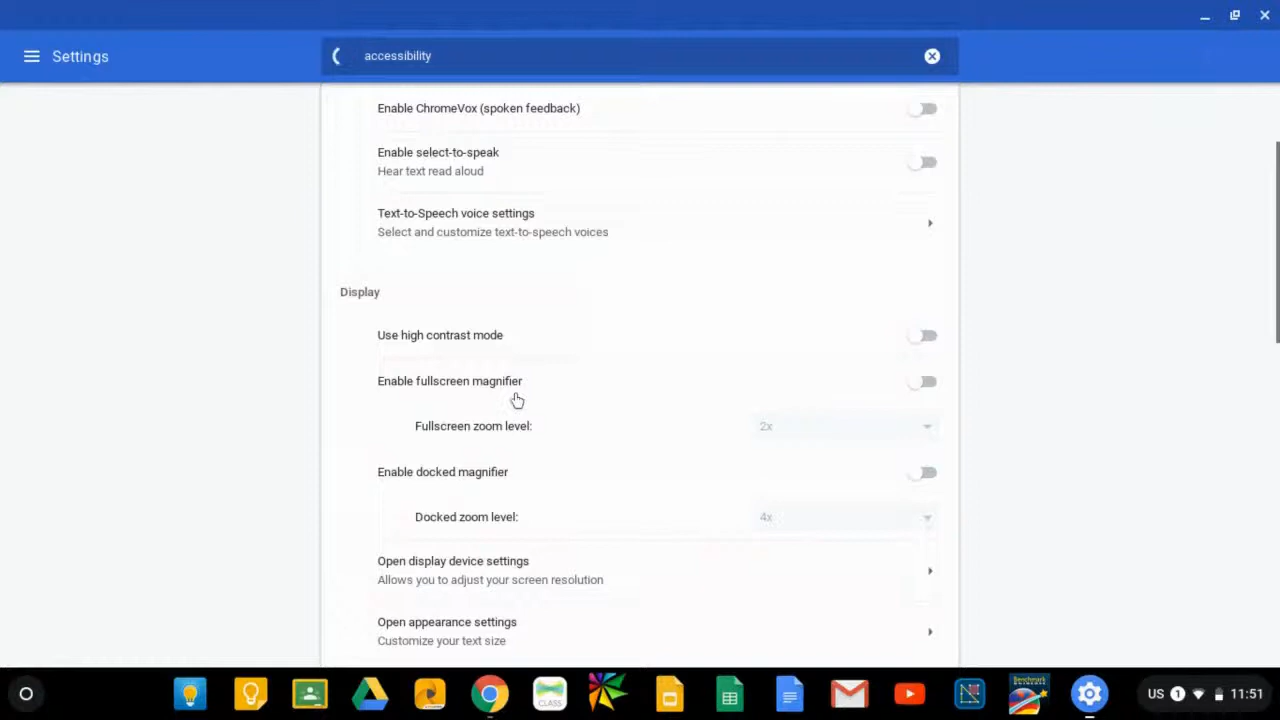 Settings
accessibility
Enable ChromeVox (spoken feedback)
Enable select-to-speak
Hear text read aloud
Text-to-Speech voice settings
Select and customize text-to-speech voices
Display
Use high contrast mode
Enable fullscreen magnifier
Fullscreen zoom level:
2x
Enable docked magnifier
Docked zoom level:
4x
Open display device settings
Allows you to adjust your screen resolution
Open appearance settings
Customize your text size
CLASS
Benchmark
US 1 11:51